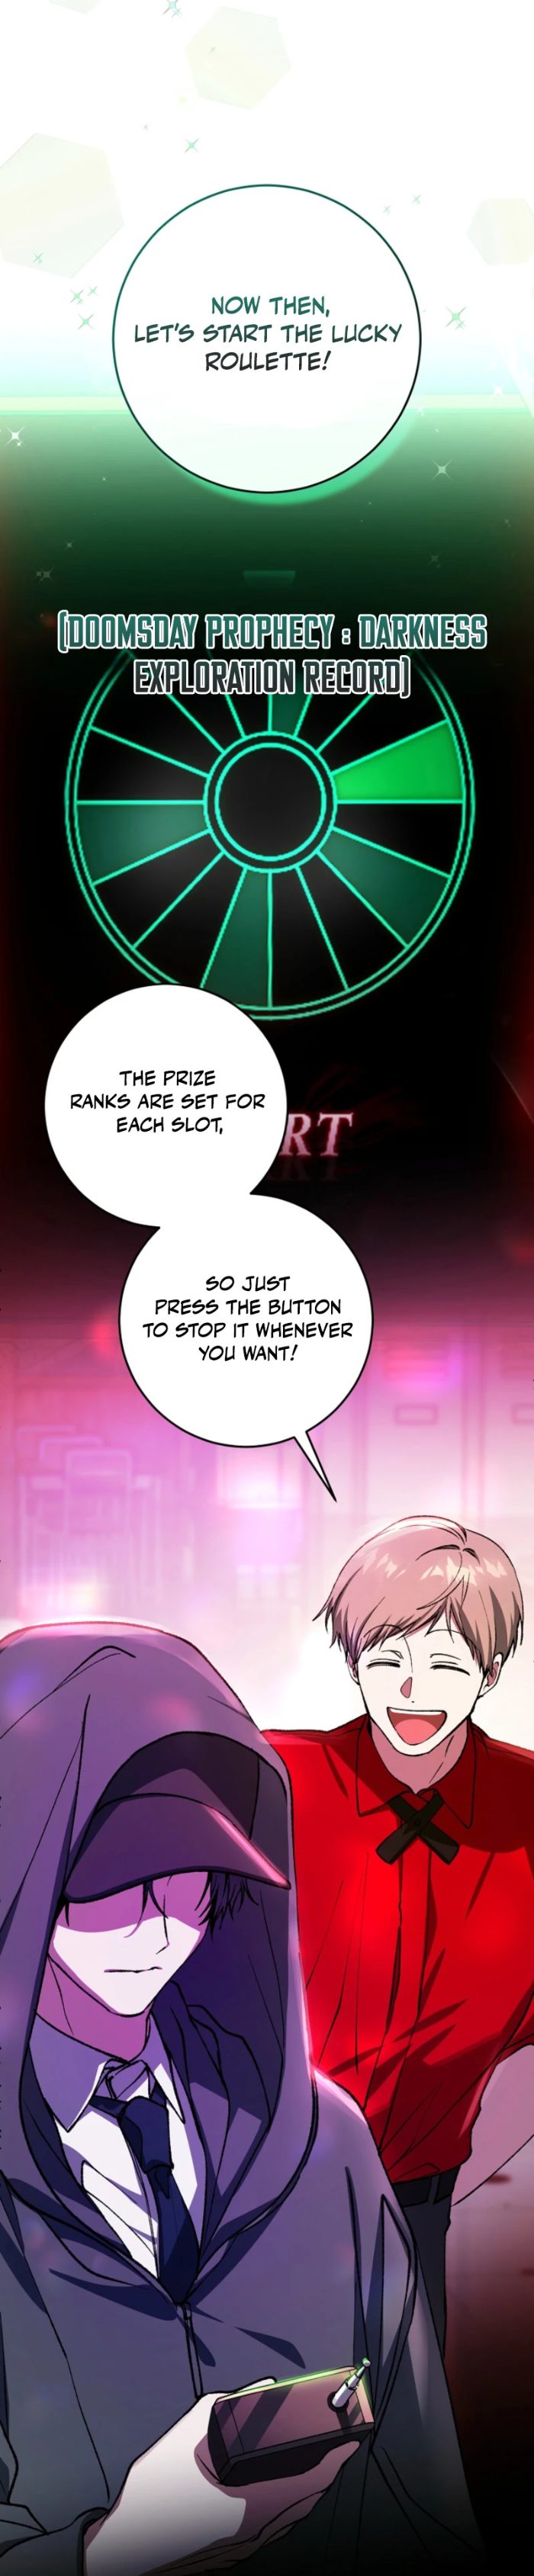 NOW THEN,
LET'S START THE LUCKY
ROULETTE!
[DOOMSDAY PROPHECY : DARKNESS
EXPLORATION RECORD]
THE PRIZE
RANKS ARE SET FOR
EACH SLOT,
RT
SO JUST
PRESS THE BUTTON
TO STOP IT WHENEVER
YOU WANT!